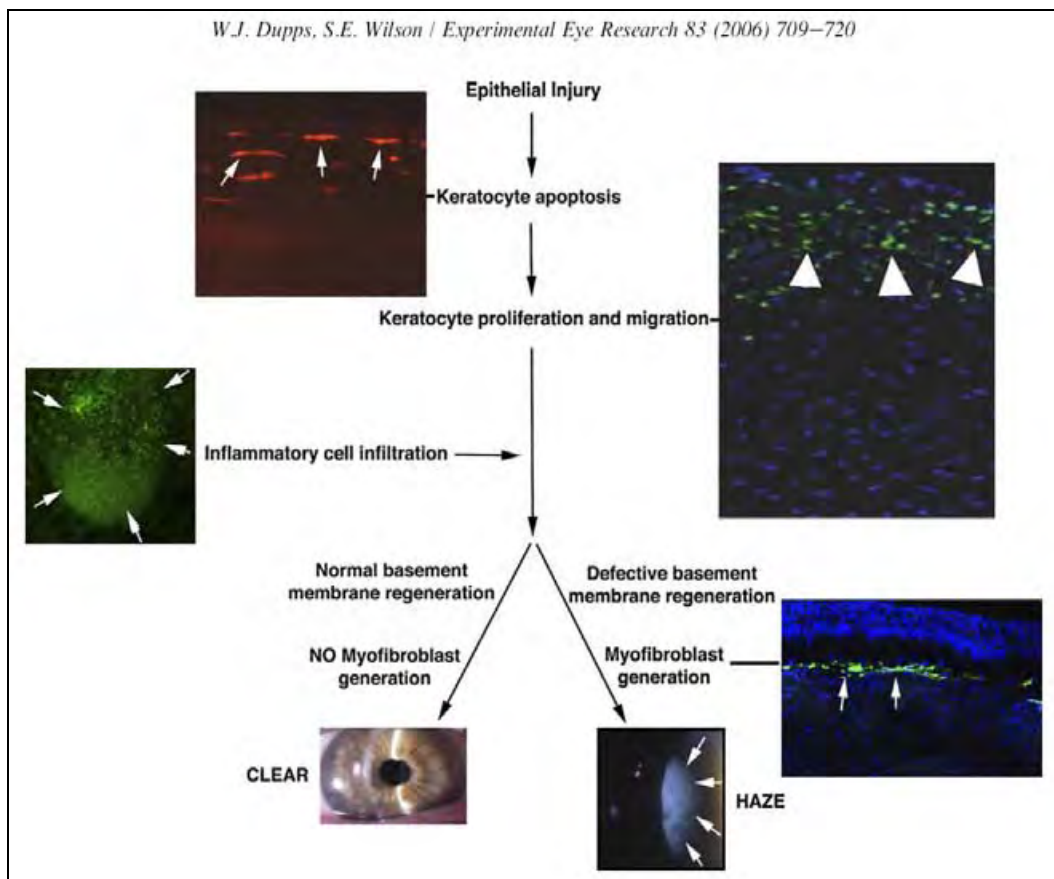 W.J. Dupps, S.E. Wilson / Experimental Eye Research 83 (2006) 709–720
Epithelial Injury
Keratocyte apoptosis
Keratocyte proliferation and migration
Inflammatory cell infiltration
Normal basement
membrane regeneration
Defective basement
membrane regeneration
NO Myofibroblast
generation
Myofibroblast
generation
CLEAR
HAZE